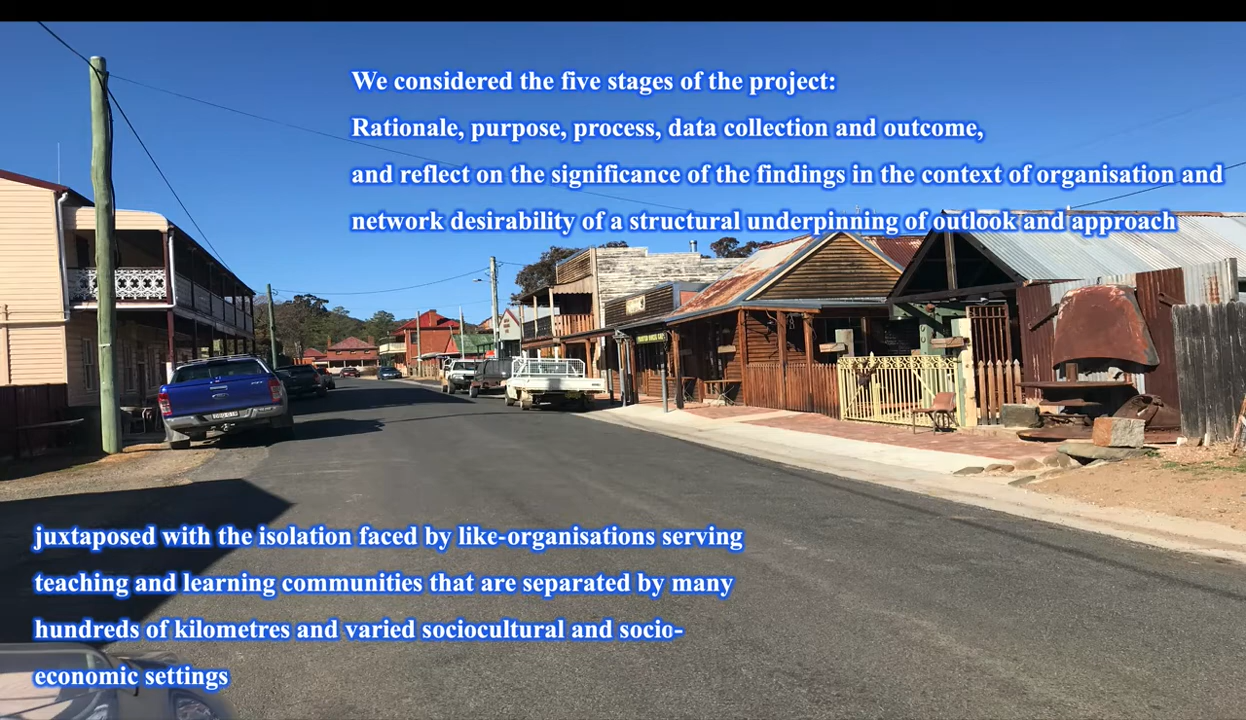 We considered the five stages of the project:
Rationale, purpose, process, data collection and outcome,
and reflect on the significance of the findings in the context of organisation and
network desirability of a structural underpinning of outlook and approach
juxtaposed with the isolation faced by like-organisations serving
teaching and learning communities that are separated by many
hundreds of kilometres and varied sociocultural and socio-
economic settings